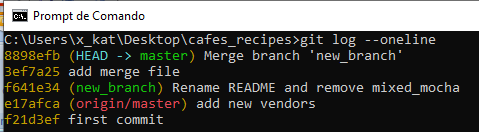 Prompt de Comando
C:\Users\x_kat\Desktop\cafes_recipes>git log --oneline
8898efb (HEAD -> master) Merge branch 'new_branch'
3ef7a25 add merge file
f641e34 (new_branch) Rename README and remove mixed_mocha
e17afca (origin/master) add new vendors
f21d3ef first commit